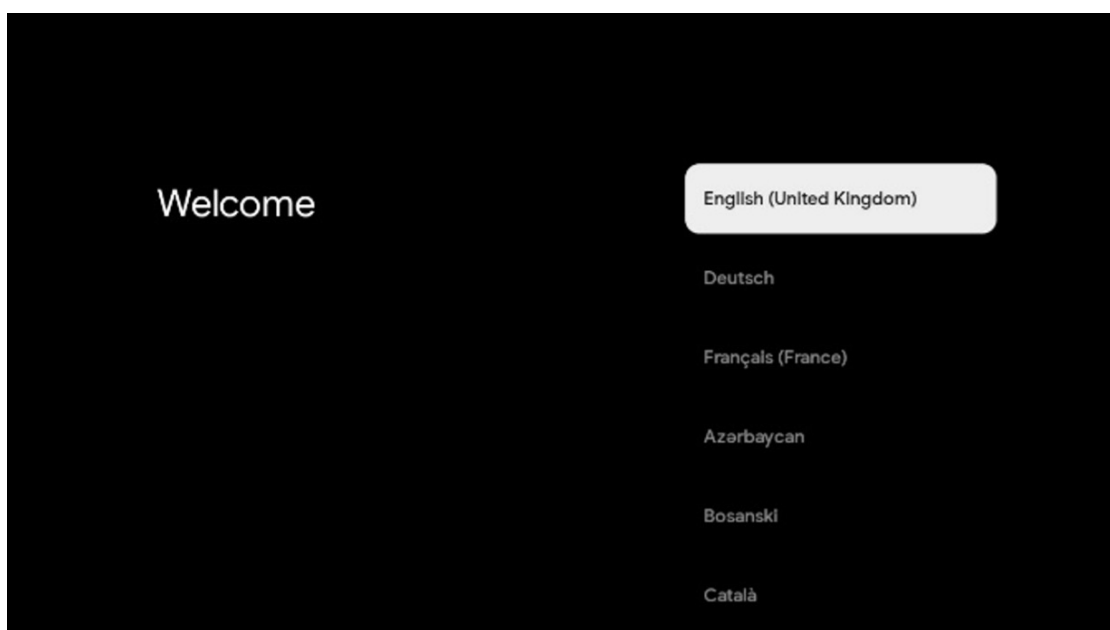 Welcome
English (United Kingdom)
Deutsch
Français (France)
Azərbaycan
Bosanski
Català